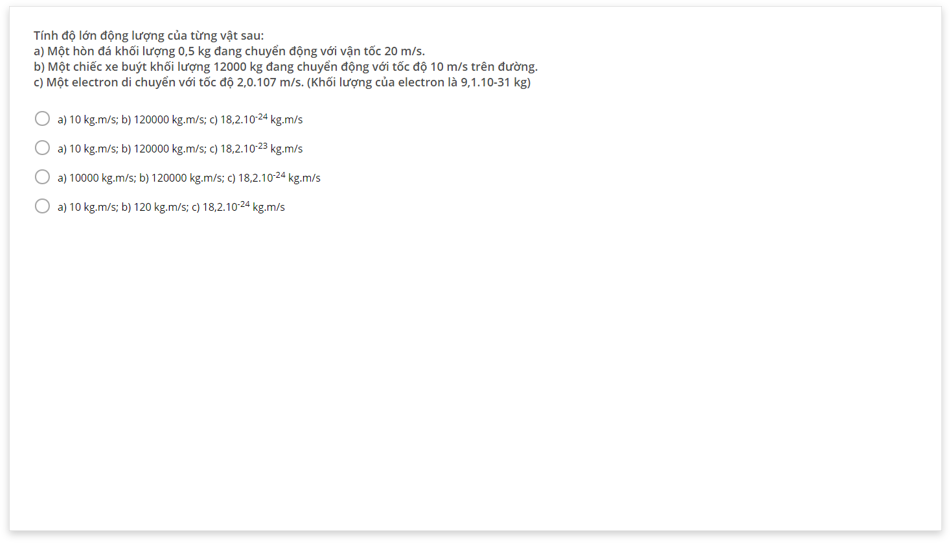 Tính độ lớn động lượng của từng vật sau:
a) Một hòn đá khối lượng 0,5 kg đang chuyển động với vận tốc 20 m/s.
b) Một chiếc xe buýt khối lượng 12000 kg đang chuyển động với tốc độ 10 m/s trên đường.
c) Một electron di chuyển với tốc độ 2,0.107 m/s. (Khối lượng của electron là 9,1.10-31 kg)
a) 10 kg.m/s; b) 120000 kg.m/s; c) 18,2.10⁻²⁴ kg.m/s
a) 10 kg.m/s; b) 120000 kg.m/s; c) 18,2.10⁻²³ kg.m/s
a) 10000 kg.m/s; b) 120000 kg.m/s; c) 18,2.10⁻²⁴ kg.m/s
a) 10 kg.m/s; b) 120 kg.m/s; c) 18,2.10⁻²⁴ kg.m/s